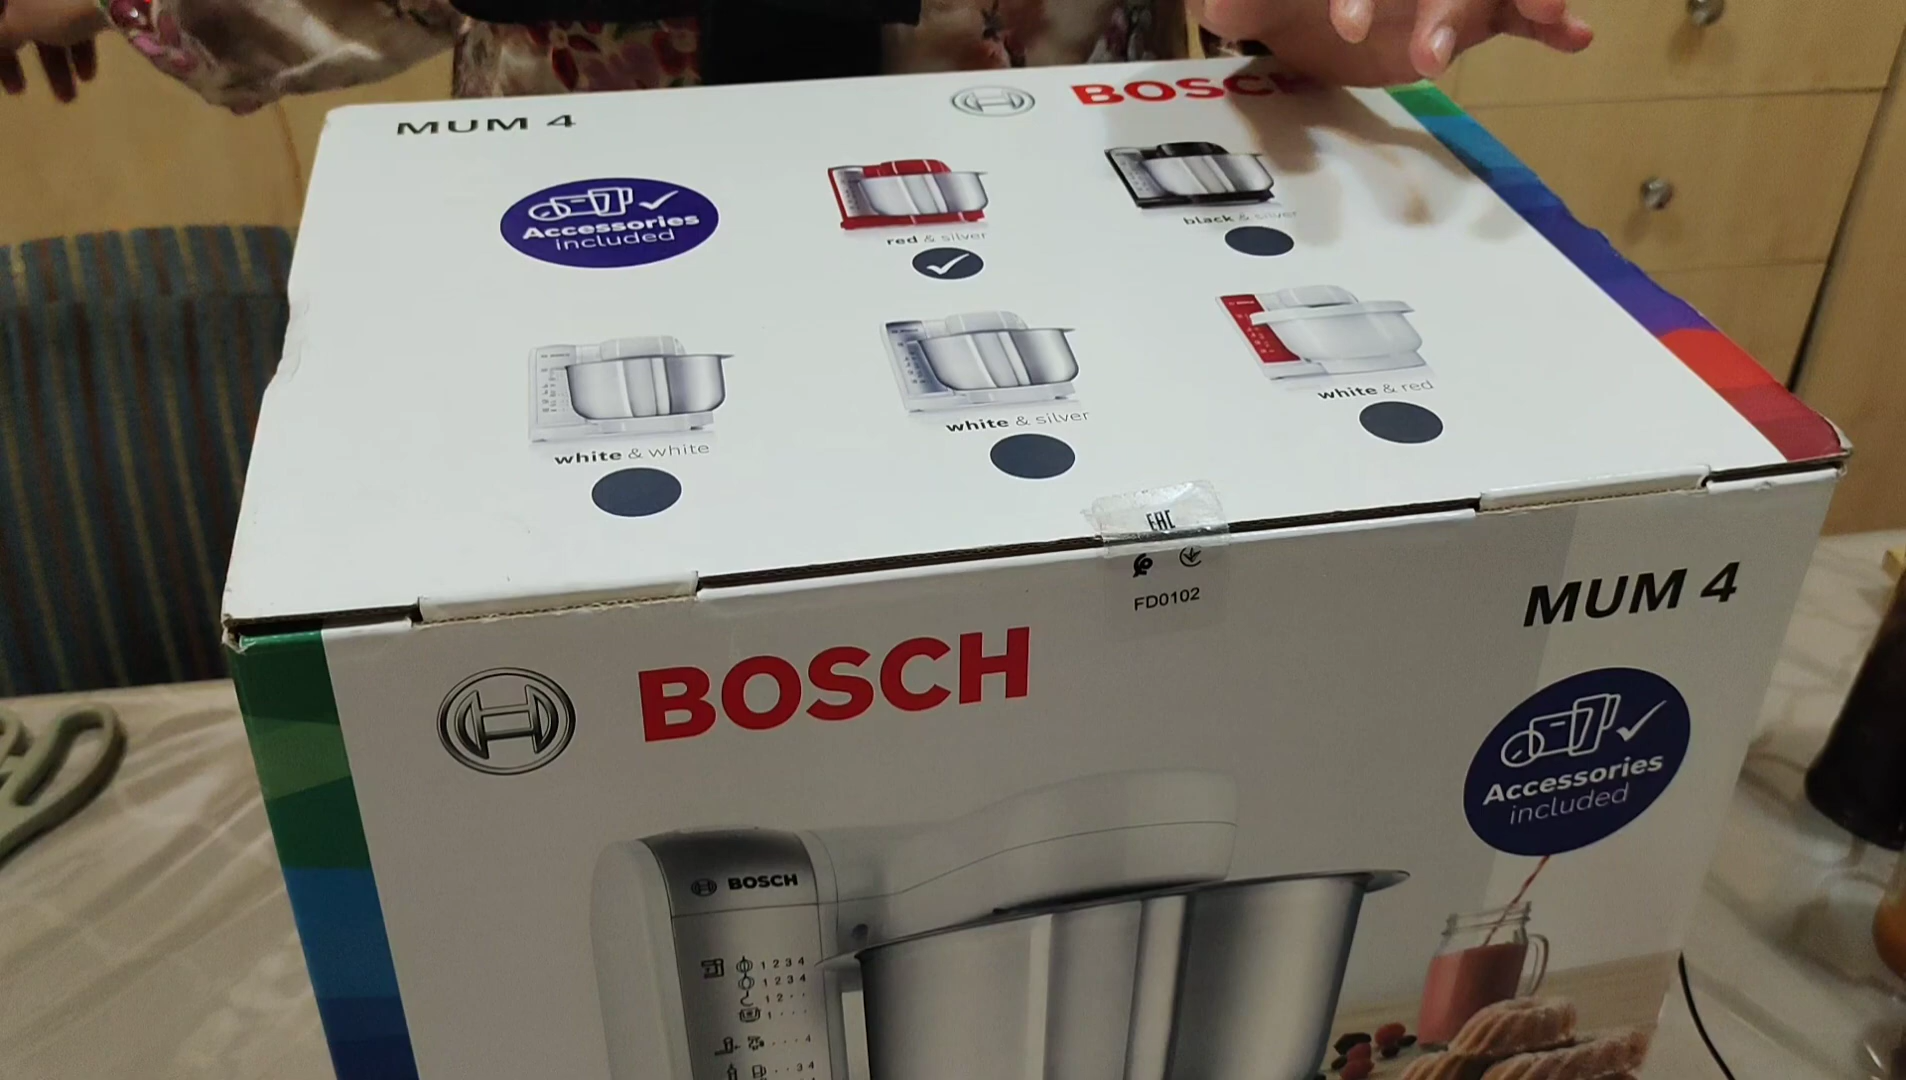 MUM 4
BOSCH
Accessories
included
red & silver
black & silver
white & white
white & silver
white & red
EAC
FD0102
MUM 4
BOSCH
Accessories
included
BOSCH
1 2 3 4
1 2 3 4
1 2 · ·
1 · · ·
· · · 4
· · 3 4